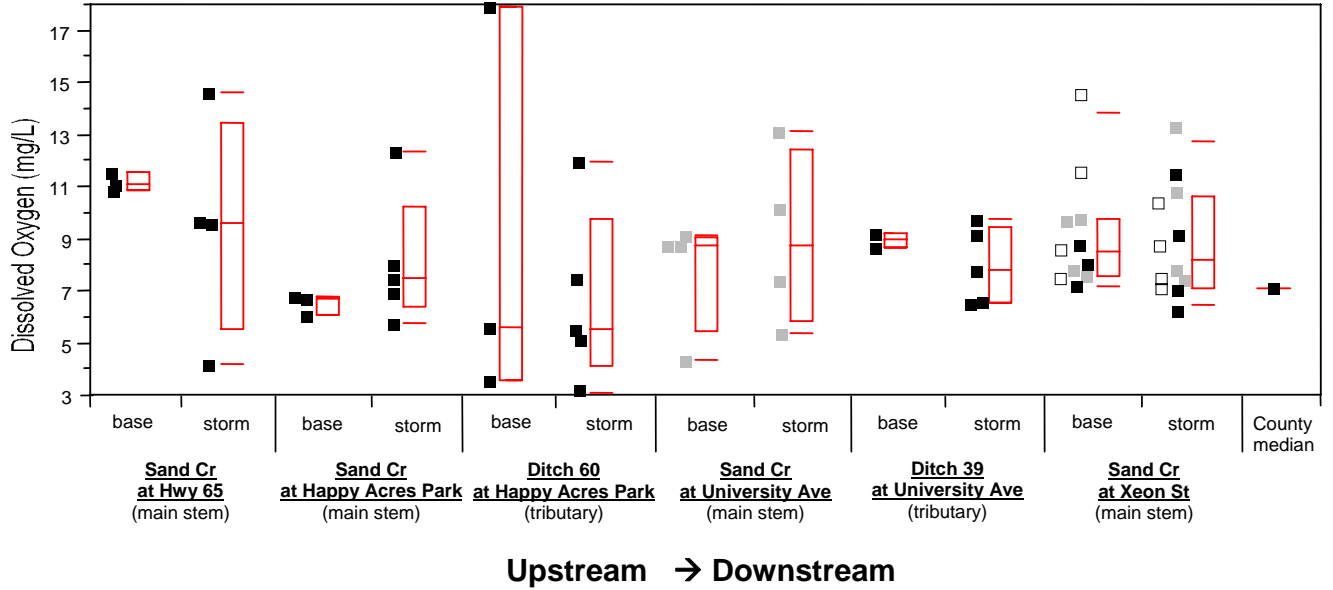 Dissolved Oxygen (mg/L)
17
15
13
11
9
7
5
3
base storm base storm base storm base storm base storm base storm County median
Sand Cr
at Hwy 65
(main stem)
Sand Cr
at Happy Acres Park
(main stem)
Ditch 60
at Happy Acres Park
(tributary)
Sand Cr
at University Ave
(main stem)
Ditch 39
at University Ave
(tributary)
Sand Cr
at Xeon St
(main stem)
Upstream → Downstream